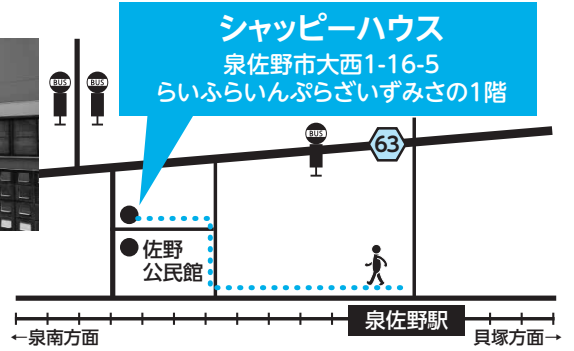 シャッピーハウス
泉佐野市大西1-16-5
らいふらいんぷらざいずみさの1階
BUS
BUS
BUS
63
佐野
公民館
泉佐野駅
←泉南方面
貝塚方面→